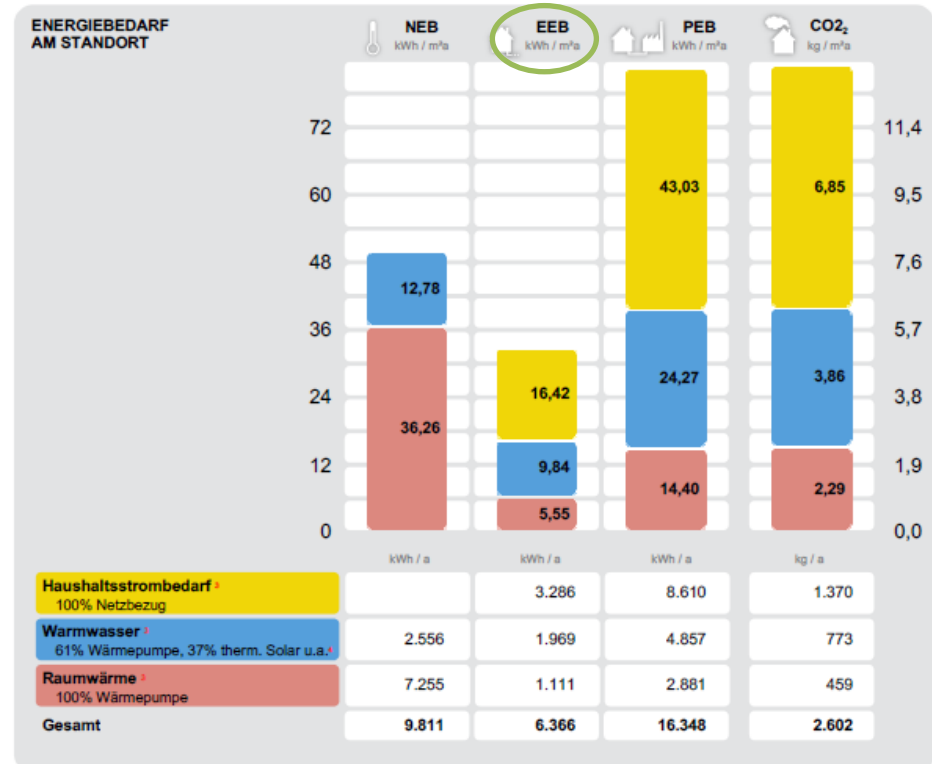 ENERGIEBEDARF
AM STANDORT
NEB
kWh / m²a
EEB
kWh / m²a
PEB
kWh / m²a
CO2₂
kg / m²a
72
11,4
60
43,03
6,85
9,5
48
7,6
12,78
36
5,7
24,27
3,86
24
16,42
3,8
36,26
12
9,84
1,9
14,40
2,29
5,55
0
0,0
kWh / a
kWh / a
kWh / a
kg / a
Haushaltsstrombedarf
100% Netzbezug
3.286
8.610
1.370
Warmwasser
61% Wärmepumpe, 37% therm. Solar u.a.
2.556
1.969
4.857
773
Raumwärme
100% Wärmepumpe
7.255
1.111
2.881
459
Gesamt
9.811
6.366
16.348
2.602